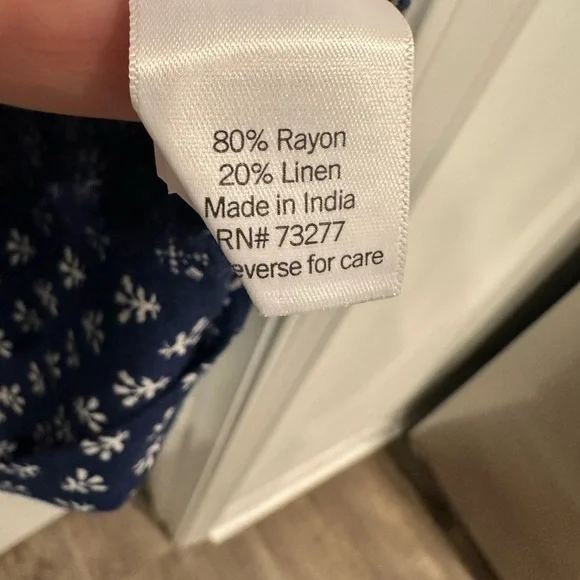 80% Rayon
20% Linen
Made in India
RN# 73277
everse for care